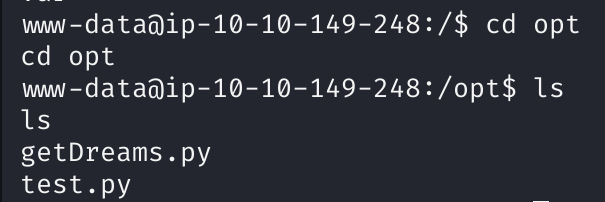 www-data@ip-10-10-149-248:/$ cd opt
cd opt
www-data@ip-10-10-149-248:/opt$ ls
ls
getDreams.py
test.py